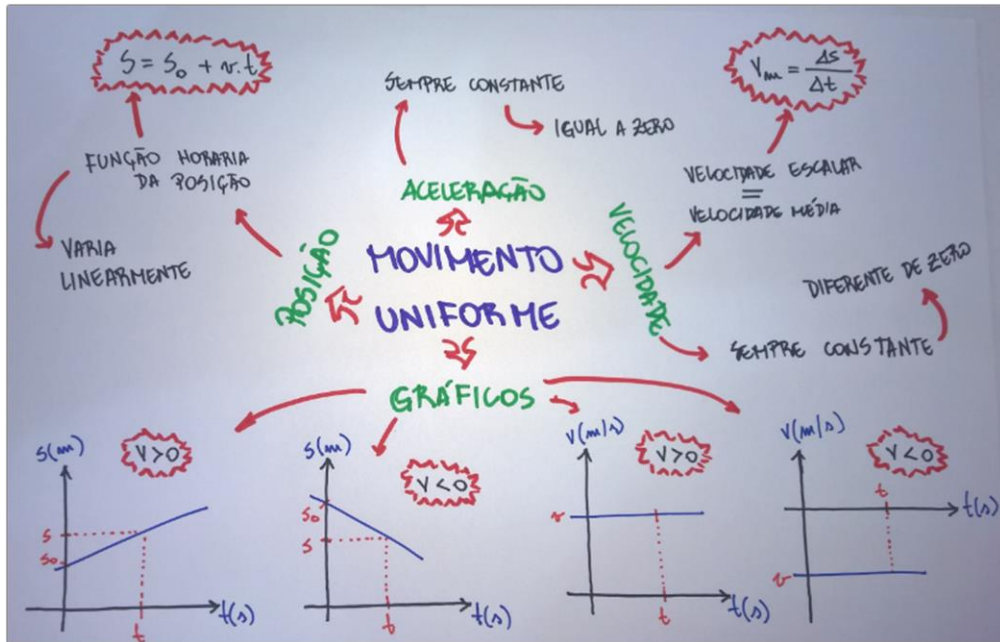 S = S₀ + v.t
SEMPRE CONSTANTE
IGUAL A ZERO
Vm = Δs/Δt
FUNÇÃO HORARIA
DA POSIÇÃO
VARIA
LINEARMENTE
ACELERAÇÃO
VELOCIDADE ESCALAR
=
VELOCIDADE MÉDIA
POSIÇÃO
MOVIMENTO
UNIFORME
VELOCIDADE
DIFERENTE DE ZERO
SEMPRE CONSTANTE
GRÁFICOS
s(m)
V>0
s
s₀
t
t(s)
s(m)
V<0
s₀
s
t
t(s)
V(m/s)
V>0
v
t
t(s)
V(m/s)
V<0
t
t(s)
v